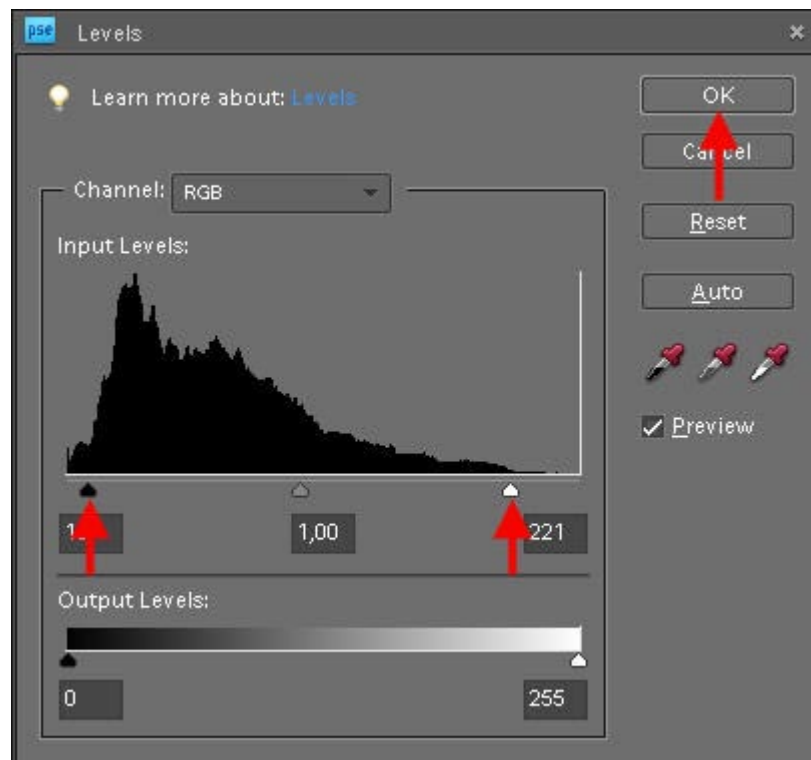 pse Levels
Learn more about: Levels
OK
Cancel
Channel: RGB
Reset
Input Levels:
Auto
Preview
1,00
221
Output Levels:
0
255